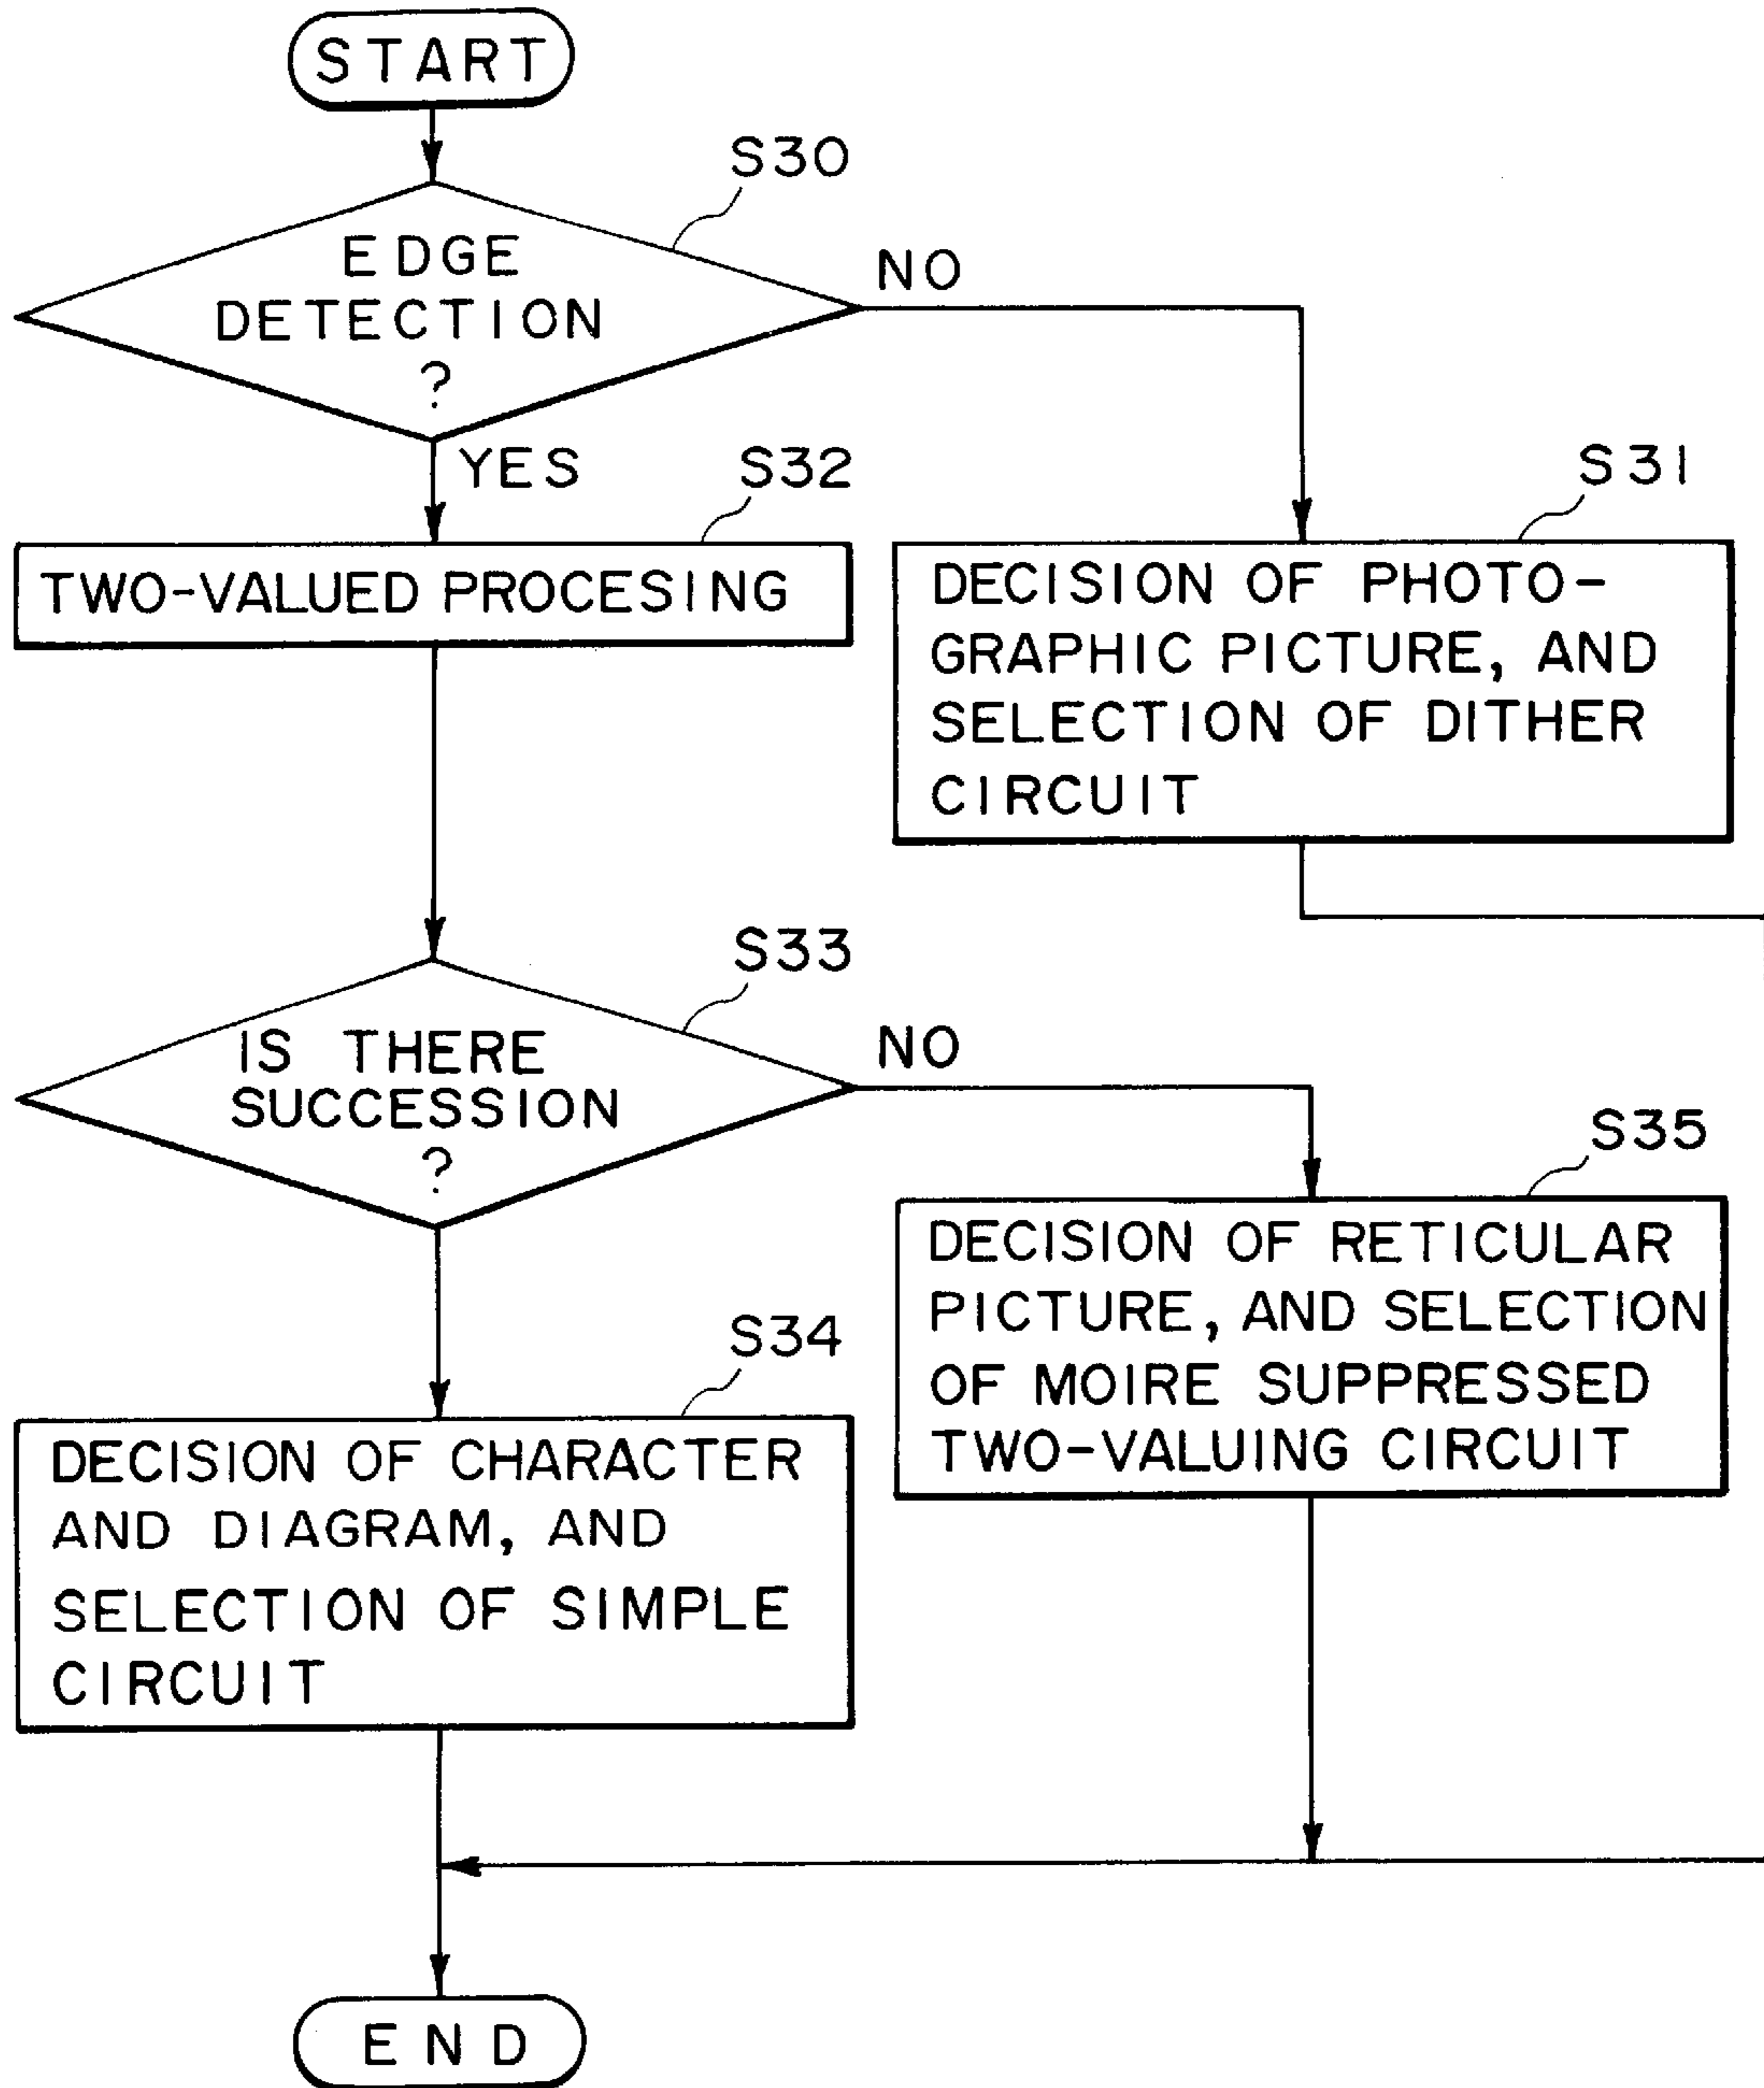 START
S30
EDGE
DETECTION
?
NO
YES
S32
TWO-VALUED PROCESING
S31
DECISION OF PHOTO-
GRAPHIC PICTURE, AND
SELECTION OF DITHER
CIRCUIT
S33
IS THERE
SUCCESSION
?
NO
S35
DECISION OF RETICULAR
PICTURE, AND SELECTION
OF MOIRE SUPPRESSED
TWO-VALUING CIRCUIT
S34
DECISION OF CHARACTER
AND DIAGRAM, AND
SELECTION OF SIMPLE
CIRCUIT
END